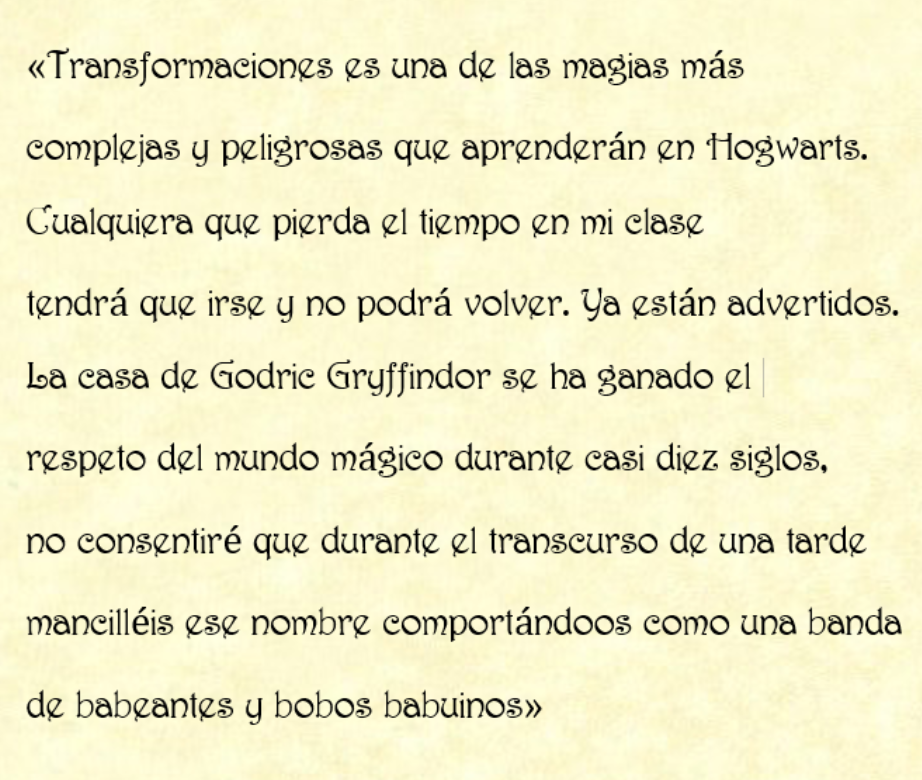 «Transformaciones es una de las magias más
complejas y peligrosas que aprenderán en Hogwarts.
Cualquiera que pierda el tiempo en mi clase
tendrá que irse y no podrá volver. Ya están advertidos.
La casa de Godric Gryffindor se ha ganado el
respeto del mundo mágico durante casi diez siglos,
no consentiré que durante el transcurso de una tarde
mancilléis ese nombre comportándoos como una banda
de babeantes y bobos babuinos»